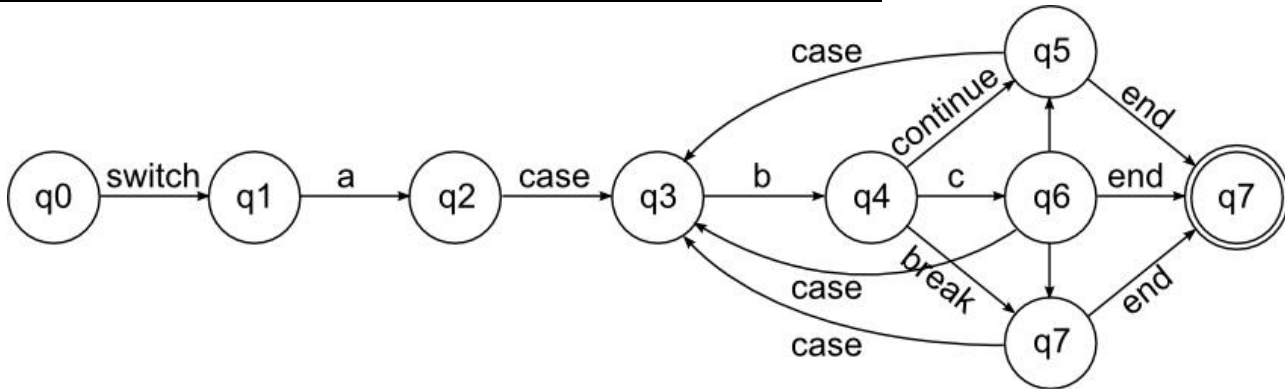 case
q5
continue
end
switch
a
case
b
c
end
q0
q1
q2
q3
q4
q6
q7
case
break
end
case
q7